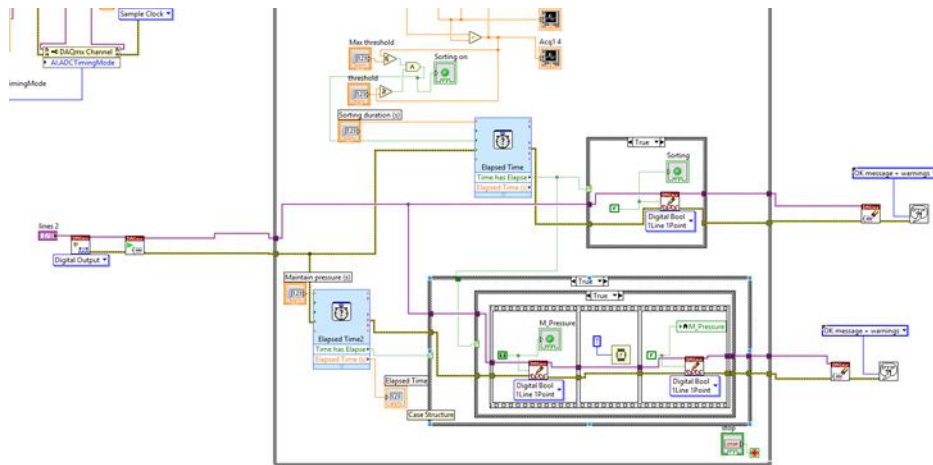 Sample Clock
DAQmx Channel
AI.ADCTimingMode
imingMode
Max threshold
Sorting on
threshold
Acq1 4
Sorting duration (s)
Elapsed Time
Time has Elapse
Elapsed Time (s)
True
Sorting
Digital Bool
1Line 1Point
OK message + warnings
lines 2
Digital Output
Maintain pressure (s)
Elapsed Time2
Time has Elapse
Elapsed Time (s)
Elapsed Time
Case Structure
True
True
M_Pressure
M_Pressure
Digital Bool
1Line 1Point
Digital Bool
1Line 1Point
OK message + warnings
stop